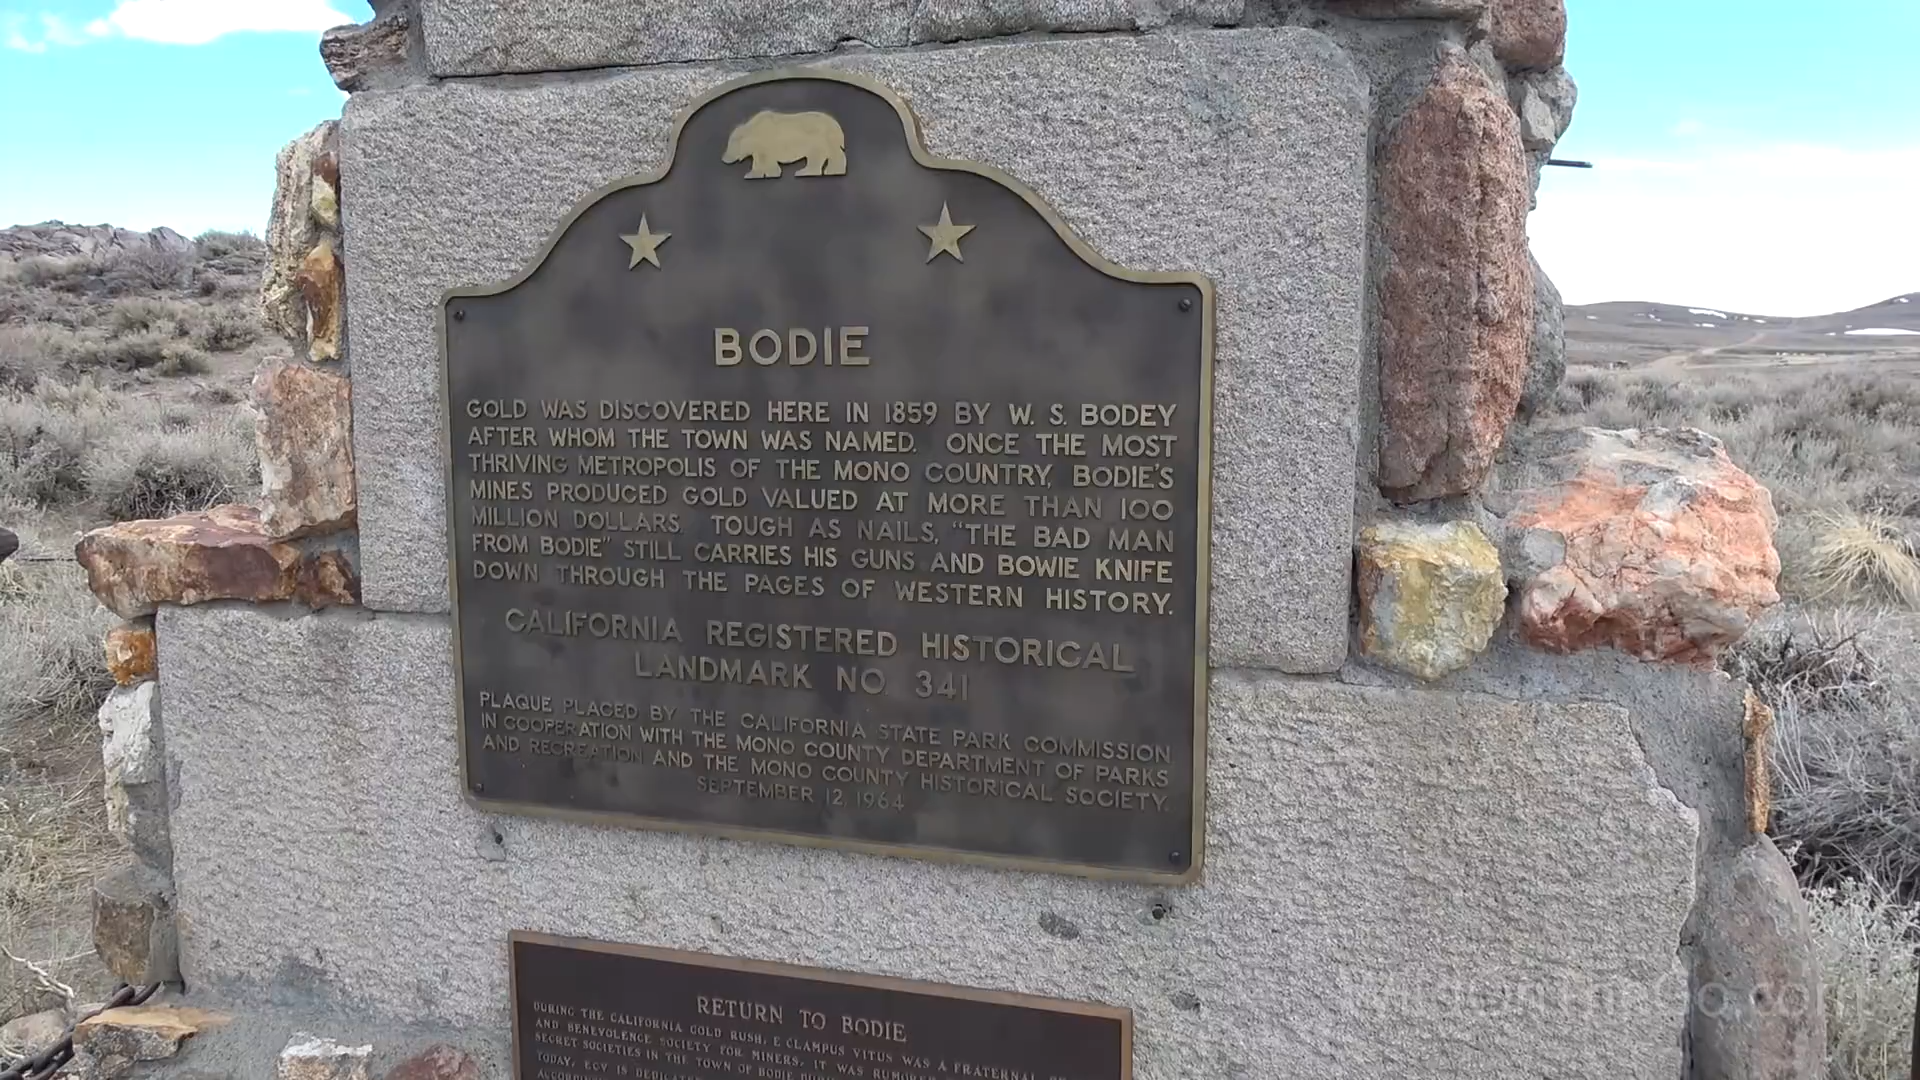 BODIE
GOLD WAS DISCOVERED HERE IN 1859 BY W. S. BODEY
AFTER WHOM THE TOWN WAS NAMED. ONCE THE MOST
THRIVING METROPOLIS OF THE MONO COUNTRY, BODIE'S
MINES PRODUCED GOLD VALUED AT MORE THAN 100
MILLION DOLLARS. TOUGH AS NAILS, "THE BAD MAN
FROM BODIE" STILL CARRIES HIS GUNS AND BOWIE KNIFE
DOWN THROUGH THE PAGES OF WESTERN HISTORY.
CALIFORNIA REGISTERED HISTORICAL
LANDMARK NO. 341
PLAQUE PLACED BY THE CALIFORNIA STATE PARK COMMISSION
IN COOPERATION WITH THE MONO COUNTY DEPARTMENT OF PARKS
AND RECREATION AND THE MONO COUNTY HISTORICAL SOCIETY.
SEPTEMBER 12, 1964
RETURN TO BODIE
DURING THE CALIFORNIA GOLD RUSH, E CLAMPUS VITUS WAS A FRATERNAL
AND BENEVOLENCE SOCIETY FOR MINERS. IT WAS
SECRET SOCIETIES IN THE TOWN OF BODIE
TODAY, ECV IS